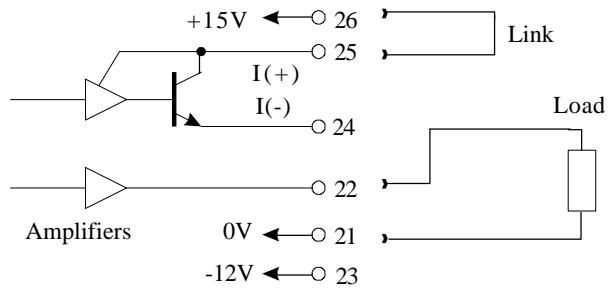 +15V 26
25 Link
I(+)
I(-)
24 Load
22
Amplifiers 0V 21
-12V 23